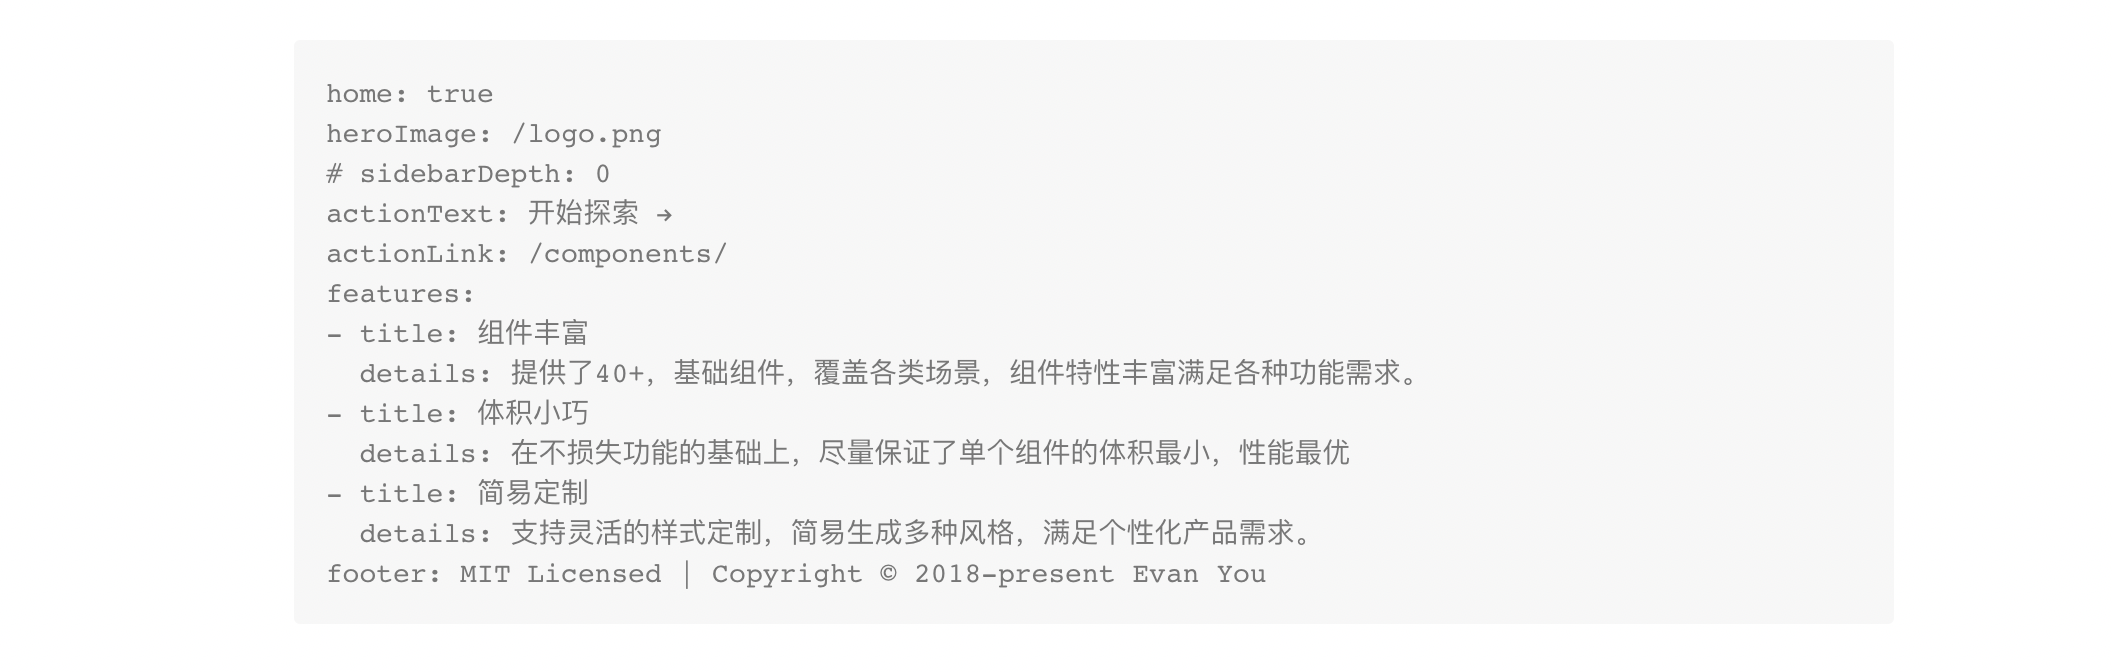 home: true
heroImage: /logo.png
# sidebarDepth: 0
actionText: 开始探索 →
actionLink: /components/
features:
- title: 组件丰富
  details: 提供了40+，基础组件，覆盖各类场景，组件特性丰富满足各种功能需求。
- title: 体积小巧
  details: 在不损失功能的基础上，尽量保证了单个组件的体积最小，性能最优
- title: 简易定制
  details: 支持灵活的样式定制，简易生成多种风格，满足个性化产品需求。
footer: MIT Licensed | Copyright © 2018-present Evan You